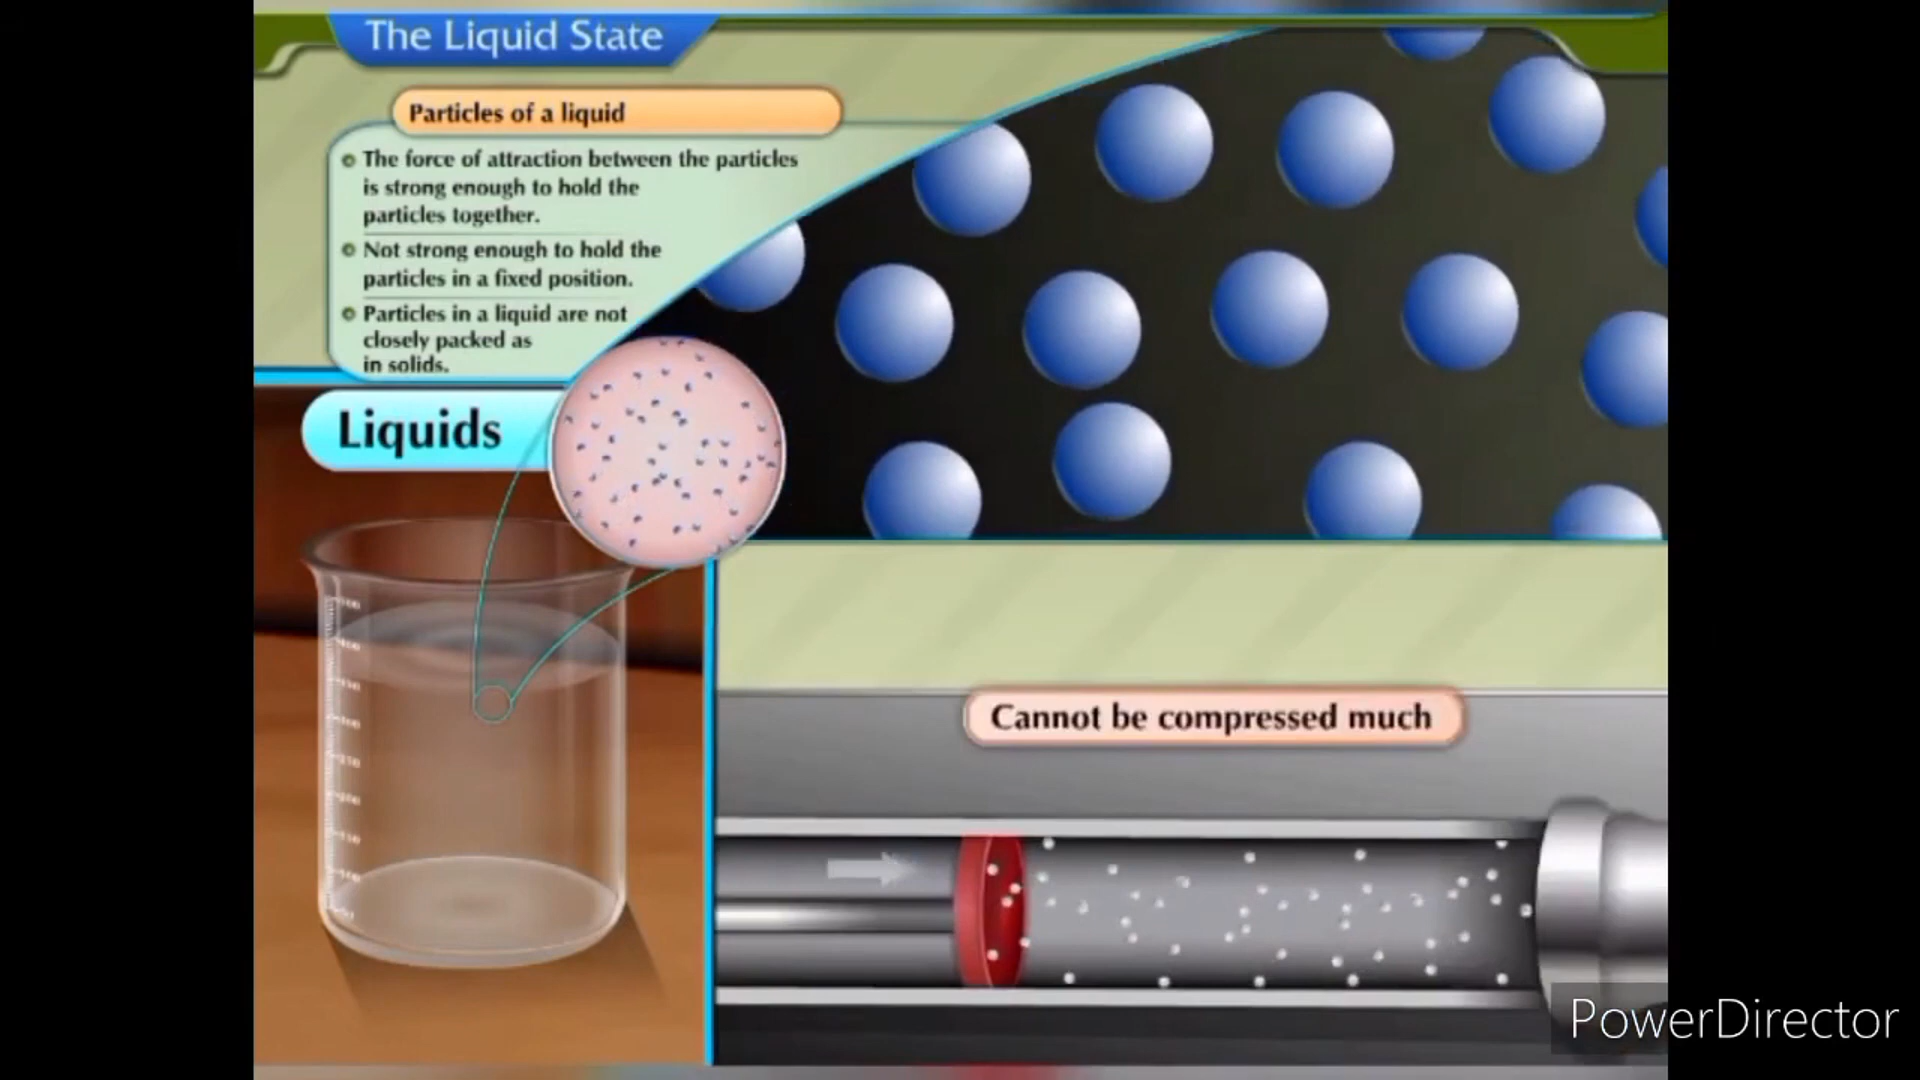 The Liquid State
Particles of a liquid
The force of attraction between the particles
is strong enough to hold the
particles together.
Not strong enough to hold the
particles in a fixed position.
Particles in a liquid are not
closely packed as
in solids.
Liquids
Cannot be compressed much
PowerDirector